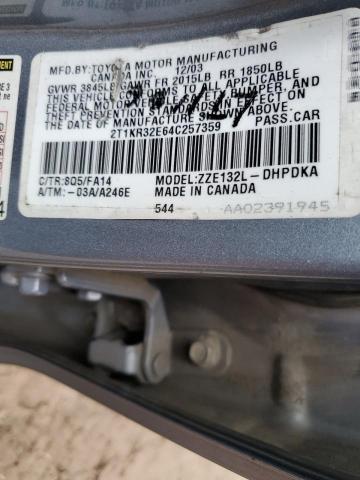 MFD.BY:TOYOTA MOTOR MANUFACTURING
CANADA INC. 12/03
GVWR 3845LB GAWR FR 2015LB RR 1850LB
THIS VEHICLE CONFORMS TO ALL APPLICABLE
FEDERAL MOTOR VEHICLE SAFETY, BUMPER, AND
THEFT PREVENTION STANDARDS IN EFFECT ON
THE DATE OF MANUFACTURE SHOWN ABOVE.
2T1KR32E64C257359 PASS.CAR
C/TR:8Q5/FA14 MODEL:ZZE132L-DHPDKA
A/TM:-03A/A246E MADE IN CANADA
544 AA02391945